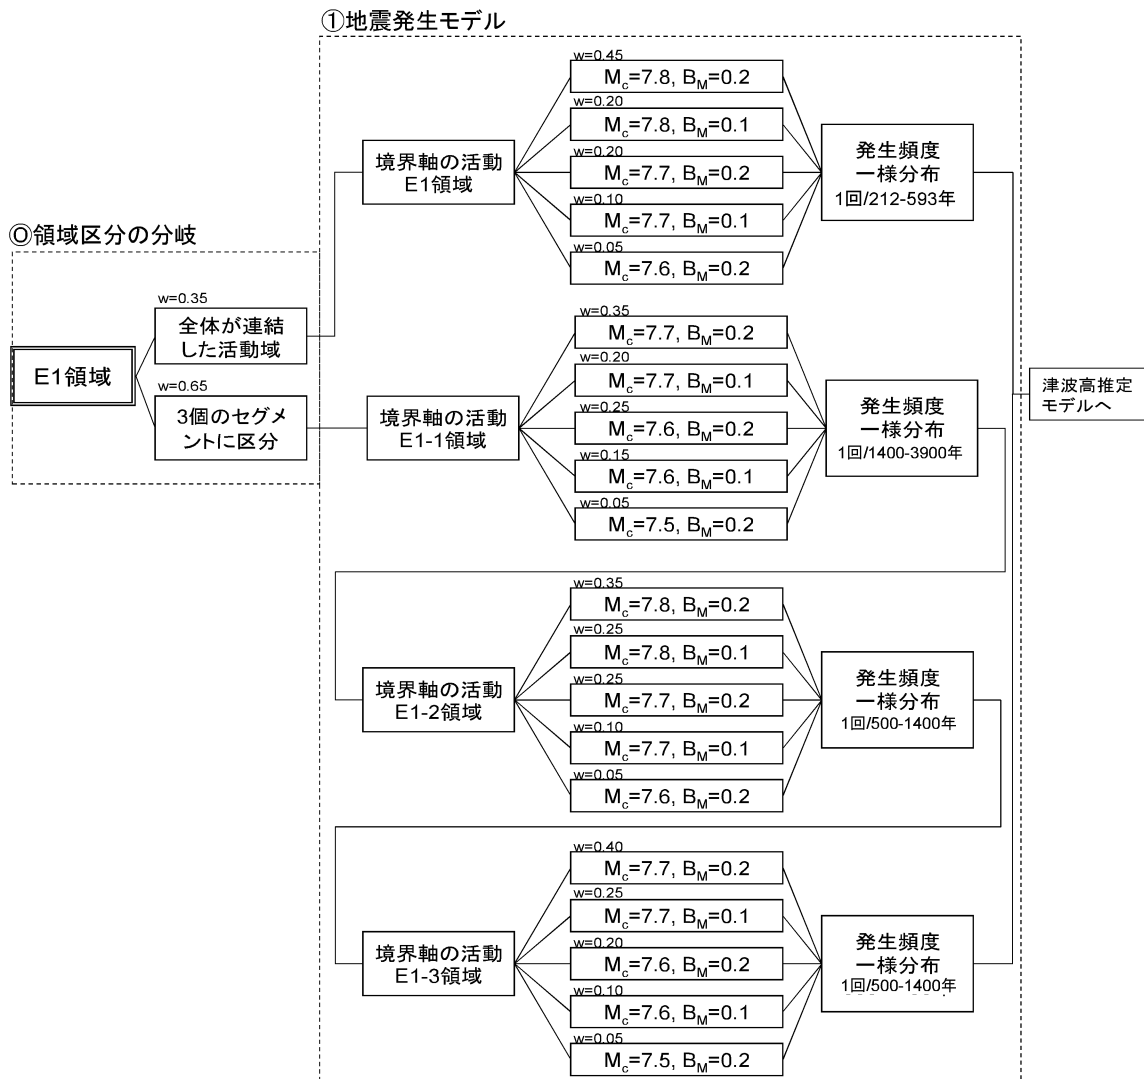 ①地震発生モデル
w=0.45
Mc=7.8, BM=0.2
w=0.20
Mc=7.8, BM=0.1
w=0.20
Mc=7.7, BM=0.2
w=0.10
Mc=7.7, BM=0.1
w=0.05
Mc=7.6, BM=0.2
境界軸の活動
E1領域
発生頻度
一様分布
1回/212-593年
⓪領域区分の分岐
w=0.35
全体が連結
した活動域
E1領域
w=0.65
3個のセグメ
ントに区分
境界軸の活動
E1-1領域
w=0.35
Mc=7.7, BM=0.2
w=0.20
Mc=7.7, BM=0.1
w=0.25
Mc=7.6, BM=0.2
w=0.15
Mc=7.6, BM=0.1
w=0.05
Mc=7.5, BM=0.2
発生頻度
一様分布
1回/1400-3900年
津波高推定
モデルへ
境界軸の活動
E1-2領域
w=0.35
Mc=7.8, BM=0.2
w=0.25
Mc=7.8, BM=0.1
w=0.25
Mc=7.7, BM=0.2
w=0.10
Mc=7.7, BM=0.1
w=0.05
Mc=7.6, BM=0.2
発生頻度
一様分布
1回/500-1400年
境界軸の活動
E1-3領域
w=0.40
Mc=7.7, BM=0.2
w=0.25
Mc=7.7, BM=0.1
w=0.20
Mc=7.6, BM=0.2
w=0.10
Mc=7.6, BM=0.1
w=0.05
Mc=7.5, BM=0.2
発生頻度
一様分布
1回/500-1400年